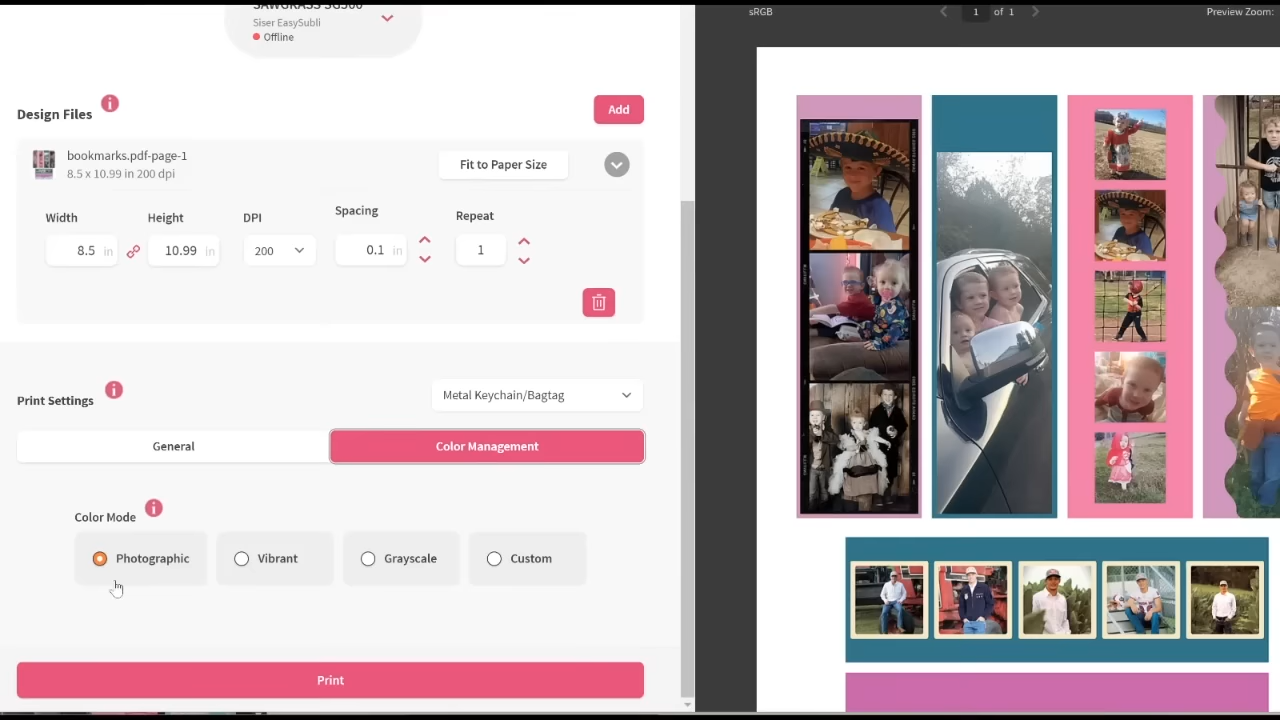 SAWGRASS SG500
Siser EasySubli
Offline
Design Files
Add
bookmarks.pdf-page-1
8.5 x 10.99 in 200 dpi
Fit to Paper Size
Width
Height
DPI
Spacing
Repeat
8.5 in
10.99 in
200
0.1 in
1
Print Settings
Metal Keychain/Bagtag
General
Color Management
Color Mode
Photographic
Vibrant
Grayscale
Custom
Print
sRGB
1 of 1
Preview Zoom: